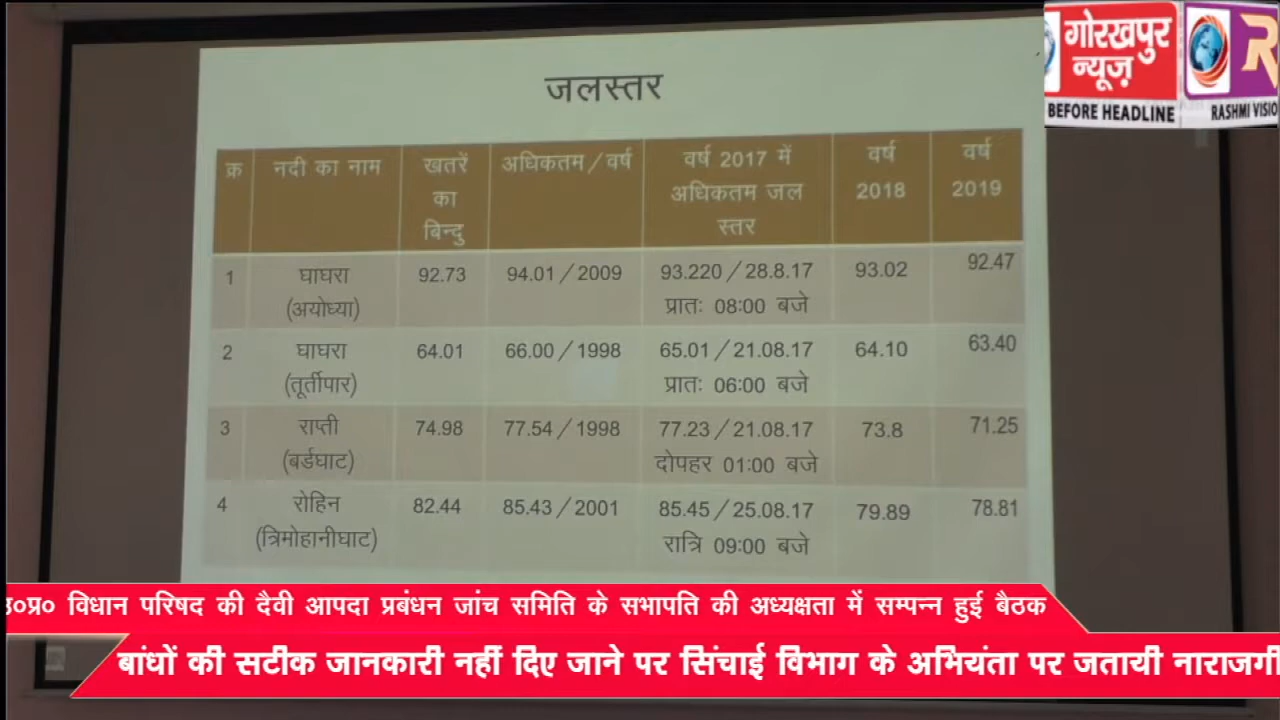 गोरखपुर
न्यूज़
BEFORE HEADLINE
R
RASHMI VISIO
जलस्तर
क्र नदी का नाम खतरें का बिन्दु अधिकतम/वर्ष वर्ष 2017 में अधिकतम जल स्तर वर्ष 2018 वर्ष 2019
1 घाघरा (अयोध्या) 92.73 94.01/2009 93.220/28.8.17 प्रातः 08:00 बजे 93.02 92.47
2 घाघरा (तूर्तीपार) 64.01 66.00/1998 65.01/21.08.17 प्रातः 06:00 बजे 64.10 63.40
3 राप्ती (बर्डघाट) 74.98 77.54/1998 77.23/21.08.17 दोपहर 01:00 बजे 73.8 71.25
4 रोहिन (त्रिमोहानीघाट) 82.44 85.43/2001 85.45/25.08.17 रात्रि 09:00 बजे 79.89 78.81
उ०प्र० विधान परिषद की दैवी आपदा प्रबंधन जांच समिति के सभापति की अध्यक्षता में सम्पन्न हुई बैठक
बांधों की सटीक जानकारी नहीं दिए जाने पर सिंचाई विभाग के अभियंता पर जतायी नाराजगी